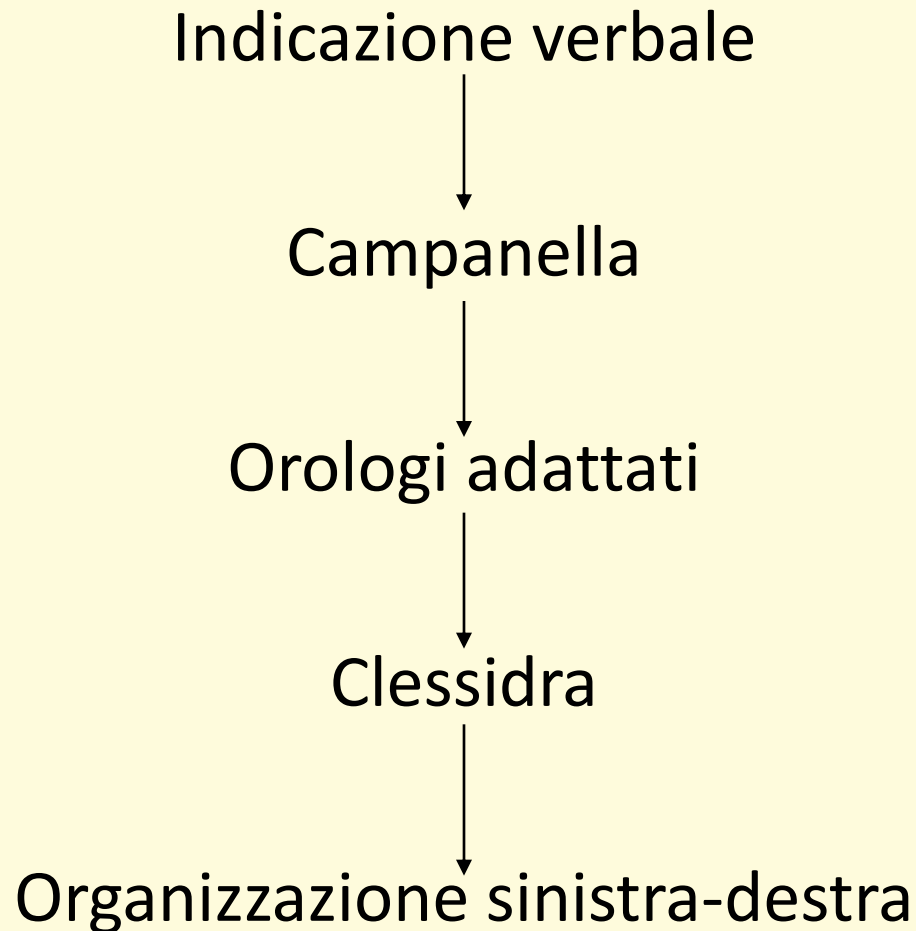 Indicazione verbale
Campanella
Orologi adattati
Clessidra
Organizzazione sinistra-destra